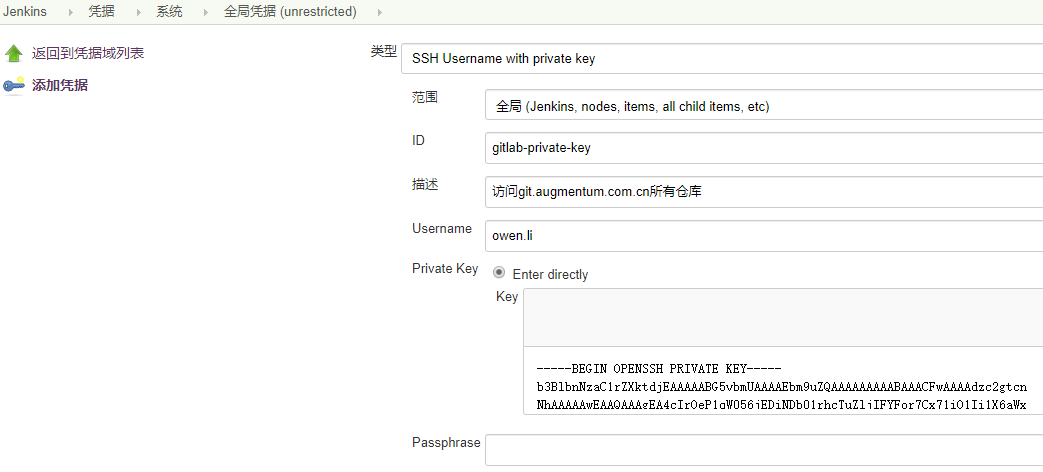 Jenkins 凭据 系统 全局凭据 (unrestricted)
返回到凭据域列表
添加凭据
类型 SSH Username with private key
范围 全局 (Jenkins, nodes, items, all child items, etc)
ID gitlab-private-key
描述 访问git.augmentum.com.cn所有仓库
Username owen.li
Private Key Enter directly
Key
-----BEGIN OPENSSH PRIVATE KEY-----
b3BlbnNzaC1rZXktdjEAAAAABG5vbmUAAAAEbm9uZQAAAAAAAAABAAACFwAAAAdzc2gtcn
Passphrase